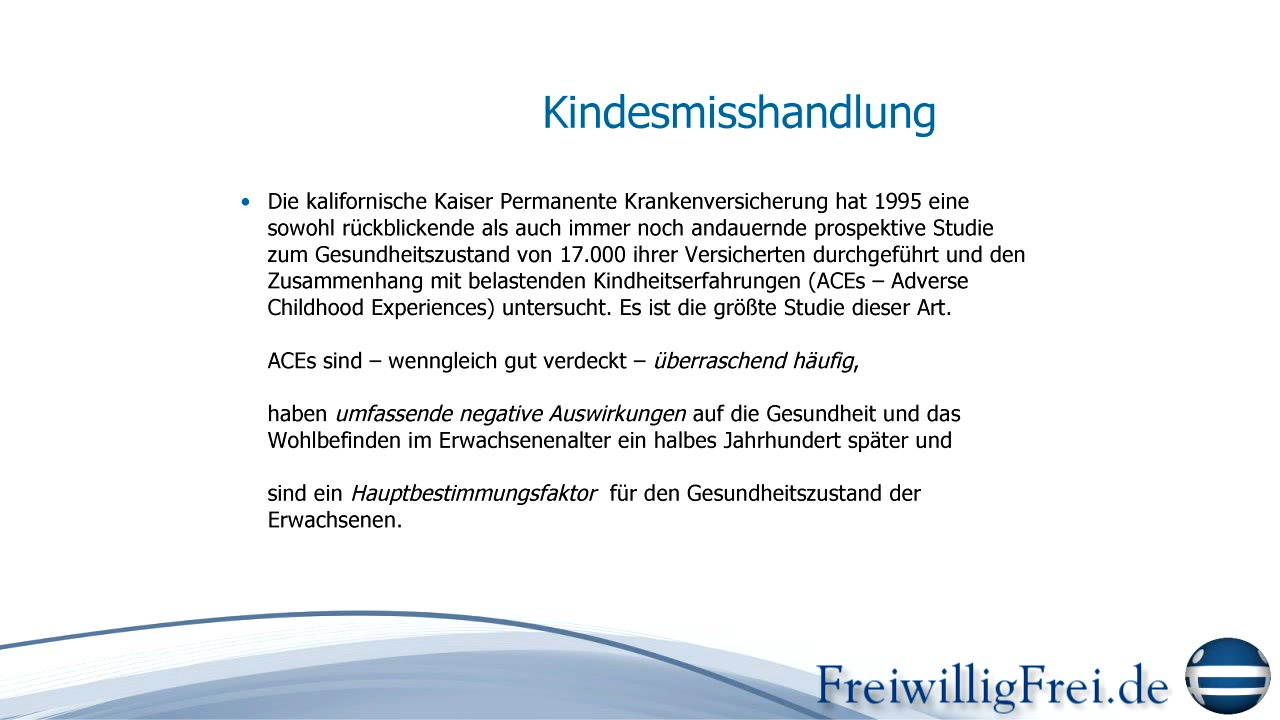 Kindesmisshandlung
• Die kalifornische Kaiser Permanente Krankenversicherung hat 1995 eine
sowohl rückblickende als auch immer noch andauernde prospektive Studie
zum Gesundheitszustand von 17.000 ihrer Versicherten durchgeführt und den
Zusammenhang mit belastenden Kindheitserfahrungen (ACEs – Adverse
Childhood Experiences) untersucht. Es ist die größte Studie dieser Art.
ACEs sind – wenngleich gut verdeckt – überraschend häufig,
haben umfassende negative Auswirkungen auf die Gesundheit und das
Wohlbefinden im Erwachsenenalter ein halbes Jahrhundert später und
sind ein Hauptbestimmungsfaktor für den Gesundheitszustand der
Erwachsenen.
FreiwilligFrei.de